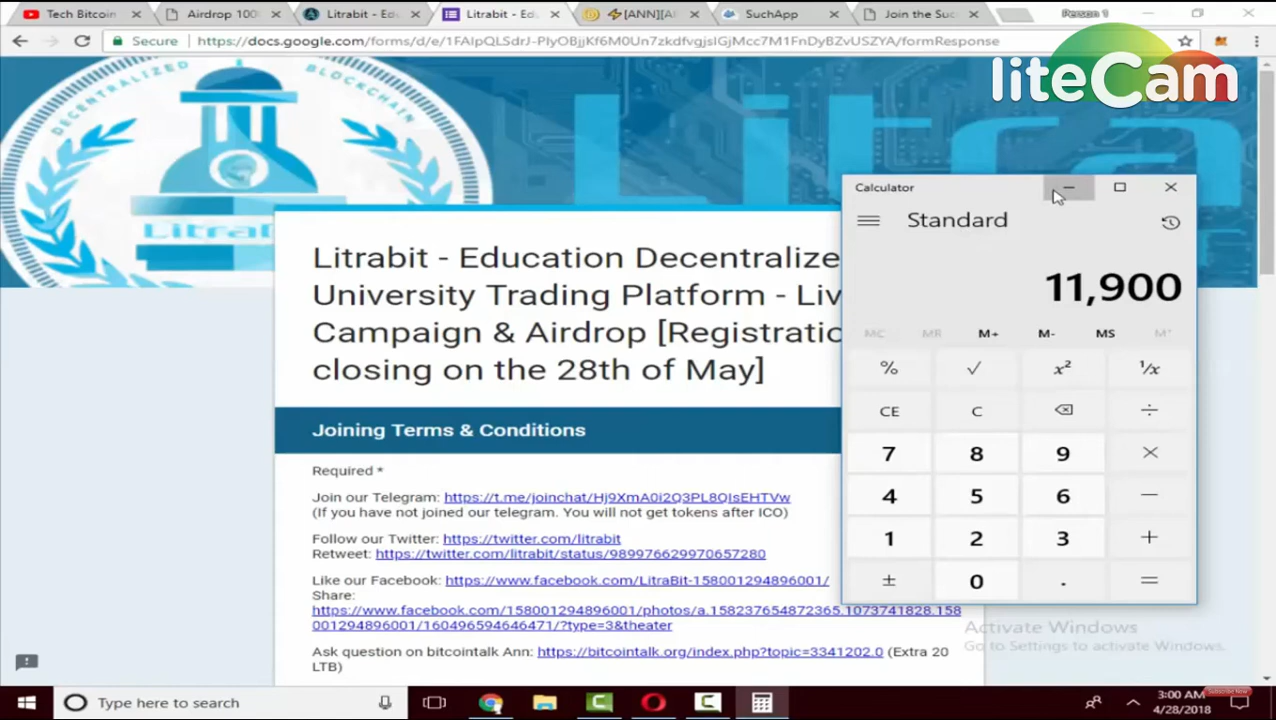 Tech Bitcoin
Airdrop 100
Litrabit - Ed
Litrabit - Ed
[ANN][A
SuchApp
Join the Suc
Person 1
Secure
https://docs.google.com/forms/d/e/
/formResponse
liteCam
DECENTRALIZED
BLOCKCHAIN
Litra
Litrabit - Education Decentralize
University Trading Platform - Liv
Campaign & Airdrop [Registratio
closing on the 28th of May]
Joining Terms & Conditions
Required *
Join our Telegram: https://t.me/joinchat/Hj9XmA0i2Q3PL8QIsEHTVw
(If you have not joined our telegram. You will not get tokens after ICO)
Follow our Twitter: https://twitter.com/litrabit
Retweet: https://twitter.com/litrabit/status/989976629970657280
Like our Facebook: https://www.facebook.com/LitraBit-158001294896001/
Share:
https://www.facebook.com/158001294896001/photos/a.158237654872365.1073741828.158
001294896001/160496594646471/?type=3&theater
Ask question on bitcointalk Ann: https://bitcointalk.org/index.php?topic=3341202.0 (Extra 20
LTB)
Calculator
Standard
11,900
MC MR M+ M- MS M˅
% √ x² ¹/x
CE C ÷
7 8 9 ×
4 5 6 −
1 2 3 +
± 0 . =
Activate Windows
Go to Settings to activate Windows.
Type here to search
3:00 AM
4/28/2018
Subscribe Now